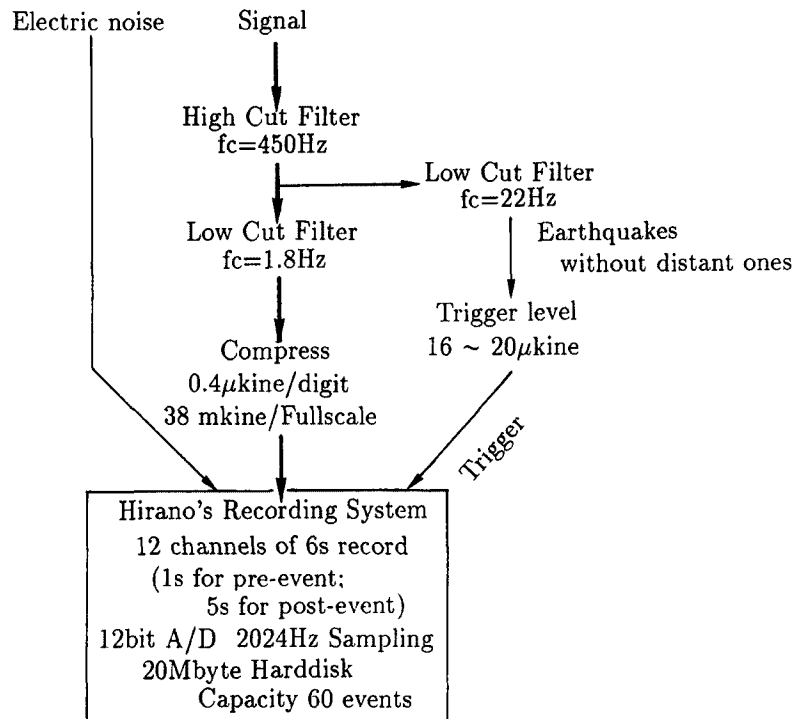 Electric noise
Signal
High Cut Filter
fc=450Hz
Low Cut Filter
fc=22Hz
Low Cut Filter
fc=1.8Hz
Earthquakes
without distant ones
Trigger level
16 ~ 20μkine
Compress
0.4μkine/digit
38 mkine/Fullscale
Trigger
Hirano's Recording System
12 channels of 6s record
(1s for pre-event;
5s for post-event)
12bit A/D 2024Hz Sampling
20Mbyte Harddisk
Capacity 60 events